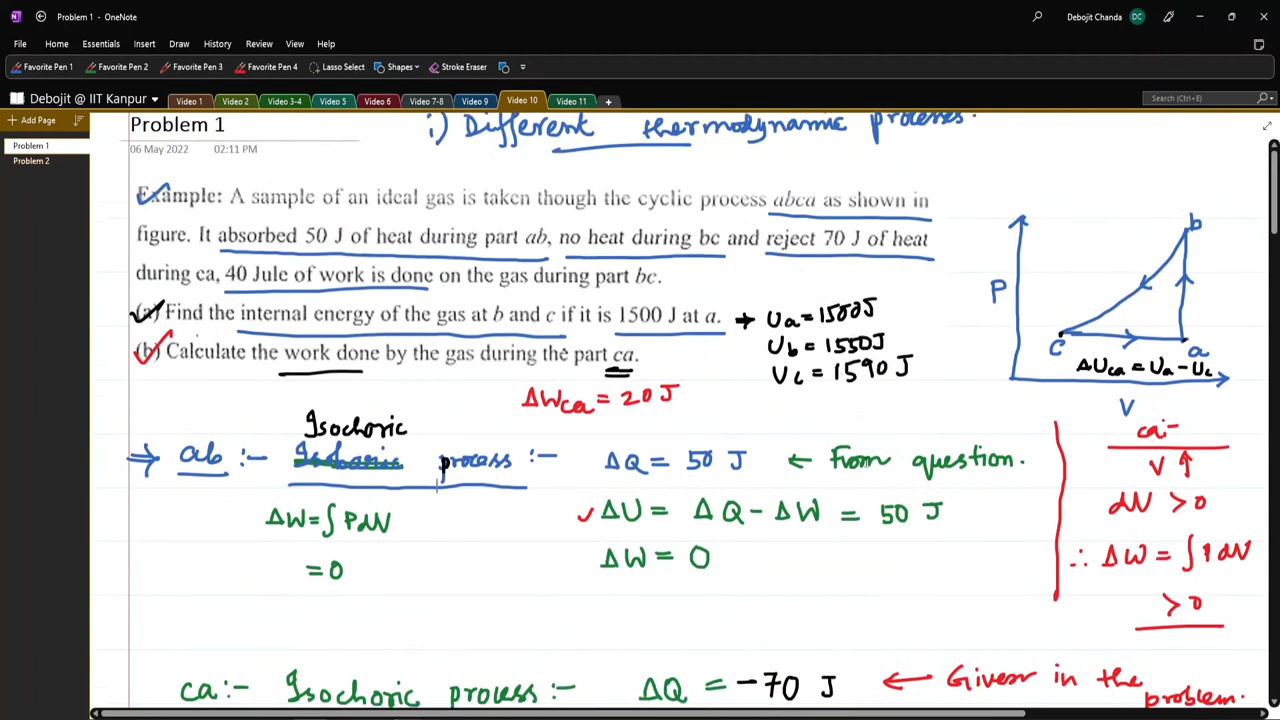 Problem 1 - OneNote
Debojit Chanda DC
File Home Essentials Insert Draw History Review View Help
Favorite Pen 1 Favorite Pen 2 Favorite Pen 3 Favorite Pen 4 Lasso Select Shapes Stroke Eraser
Debojit @ IIT Kanpur Video 1 Video 2 Video 3-4 Video 5 Video 6 Video 7-8 Video 9 Video 10 Video 11 + Search (Ctrl+E)
+ Add Page
Problem 1
Problem 2
Problem 1
06 May 2022 02:11 PM
i) Different thermodynamic processes.
Example: A sample of an ideal gas is taken though the cyclic process abca as shown in
figure. It absorbed 50 J of heat during part ab, no heat during bc and reject 70 J of heat
during ca, 40 Jule of work is done on the gas during part bc.
(a) Find the internal energy of the gas at b and c if it is 1500 J at a. → Ua = 1500J
Ub = 1550J
(b) Calculate the work done by the gas during the part ca.
Uc = 1590 J
ΔWca = 20 J
P
b
c
a
ΔUca = Ua - Uc
V
Isochoric
⇒ ab :- process :- ΔQ = 50 J ← From question.
ΔW = ∫ PdV
= 0
ΔU = ΔQ - ΔW = 50 J
ΔW = 0
ca:-
V ↑
dV > 0
∴ ΔW = ∫ PdV
> 0
ca :- Isochoric process :- ΔQ = -70 J ← Given in the
problem.